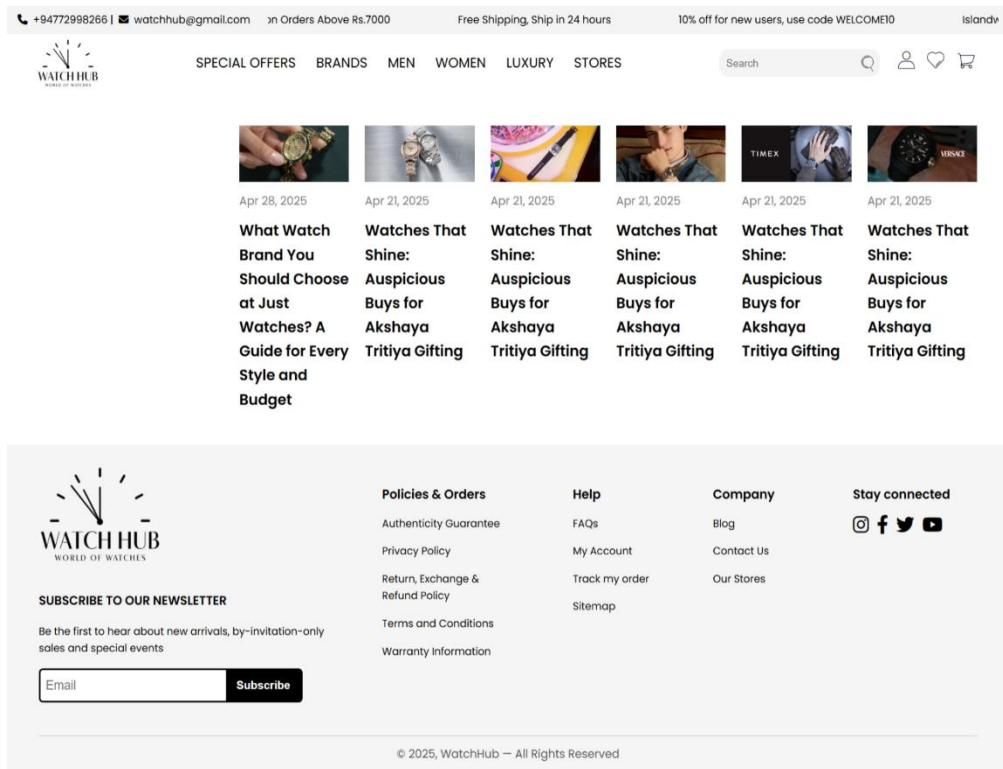 +94772998266 | watchhub@gmail.com on Orders Above Rs.7000 Free Shipping, Ship in 24 hours 10% off for new users, use code WELCOME10
WATCH HUB
WORLD OF WATCHES
SPECIAL OFFERS BRANDS MEN WOMEN LUXURY STORES
Search
TIMEX
VERSACE
Apr 28, 2025
What Watch
Brand You
Should Choose
at Just
Watches? A
Guide for Every
Style and
Budget
Apr 21, 2025
Watches That
Shine:
Auspicious
Buys for
Akshaya
Tritiya Gifting
Apr 21, 2025
Watches That
Shine:
Auspicious
Buys for
Akshaya
Tritiya Gifting
Apr 21, 2025
Watches That
Shine:
Auspicious
Buys for
Akshaya
Tritiya Gifting
Apr 21, 2025
Watches That
Shine:
Auspicious
Buys for
Akshaya
Tritiya Gifting
Apr 21, 2025
Watches That
Shine:
Auspicious
Buys for
Akshaya
Tritiya Gifting
WATCH HUB
WORLD OF WATCHES
SUBSCRIBE TO OUR NEWSLETTER
Be the first to hear about new arrivals, by-invitation-only
sales and special events
Email
Subscribe
Policies & Orders
Authenticity Guarantee
Privacy Policy
Return, Exchange &
Refund Policy
Terms and Conditions
Warranty Information
Help
FAQs
My Account
Track my order
Sitemap
Company
Blog
Contact Us
Our Stores
Stay connected
© 2025, WatchHub — All Rights Reserved